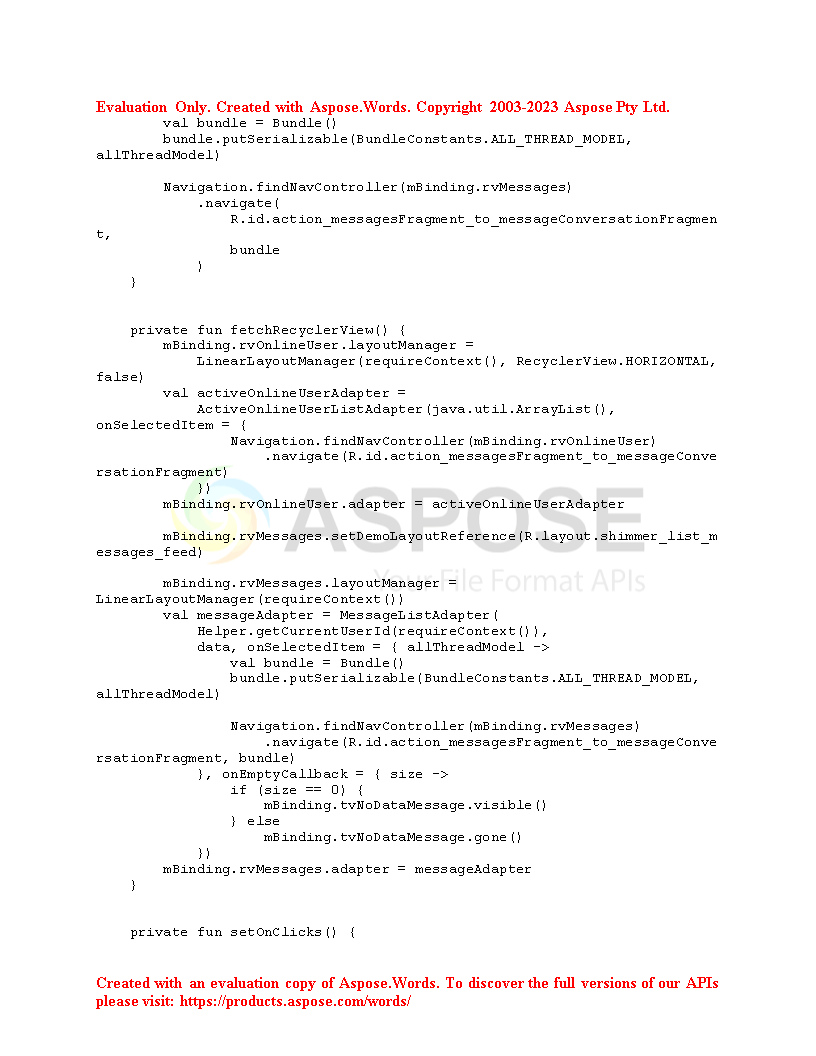 Evaluation Only. Created with Aspose.Words. Copyright 2003-2023 Aspose Pty Ltd.
        val bundle = Bundle()
        bundle.putSerializable(BundleConstants.ALL_THREAD_MODEL,
allThreadModel)

        Navigation.findNavController(mBinding.rvMessages)
            .navigate(
                R.id.action_messagesFragment_to_messageConversationFragmen
t,
                bundle
            )
    }


    private fun fetchRecyclerView() {
        mBinding.rvOnlineUser.layoutManager =
            LinearLayoutManager(requireContext(), RecyclerView.HORIZONTAL,
false)
        val activeOnlineUserAdapter =
            ActiveOnlineUserListAdapter(java.util.ArrayList(),
onSelectedItem = {
                Navigation.findNavController(mBinding.rvOnlineUser)
                    .navigate(R.id.action_messagesFragment_to_messageConve
rsationFragment)
            })
        mBinding.rvOnlineUser.adapter = activeOnlineUserAdapter
ASPOSE
        mBinding.rvMessages.setDemoLayoutReference(R.layout.shimmer_list_m
essages_feed)

        mBinding.rvMessages.layoutManager =
Your File Format APIs
LinearLayoutManager(requireContext())
        val messageAdapter = MessageListAdapter(
            Helper.getCurrentUserId(requireContext()),
            data, onSelectedItem = { allThreadModel ->
                val bundle = Bundle()
                bundle.putSerializable(BundleConstants.ALL_THREAD_MODEL,
allThreadModel)

                Navigation.findNavController(mBinding.rvMessages)
                    .navigate(R.id.action_messagesFragment_to_messageConve
rsationFragment, bundle)
            }, onEmptyCallback = { size ->
                if (size == 0) {
                    mBinding.tvNoDataMessage.visible()
                } else
                    mBinding.tvNoDataMessage.gone()
            })
        mBinding.rvMessages.adapter = messageAdapter
    }


    private fun setOnClicks() {

Created with an evaluation copy of Aspose.Words. To discover the full versions of our APIs
please visit: https://products.aspose.com/words/